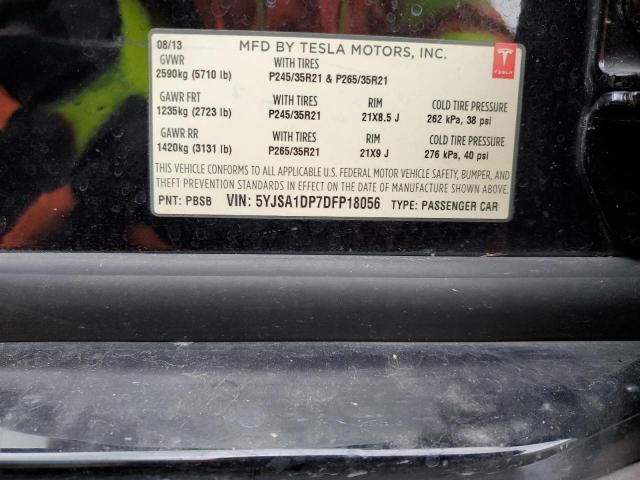 08/13 MFD BY TESLA MOTORS, INC.
GVWR WITH TIRES
2590kg (5710 lb) P245/35R21 & P265/35R21
TESLA
GAWR FRT WITH TIRES RIM COLD TIRE PRESSURE
1235kg (2723 lb) P245/35R21 21X8.5 J 262 kPa, 38 psi
GAWR RR WITH TIRES RIM COLD TIRE PRESSURE
1420kg (3131 lb) P265/35R21 21X9 J 276 kPa, 40 psi
THIS VEHICLE CONFORMS TO ALL APPLICABLE U.S. FEDERAL MOTOR VEHICLE SAFETY, BUMPER, AND
THEFT PREVENTION STANDARDS IN EFFECT ON THE DATE OF MANUFACTURE SHOWN ABOVE.
PNT: PBSB VIN: 5YJSA1DP7DFP18056 TYPE: PASSENGER CAR